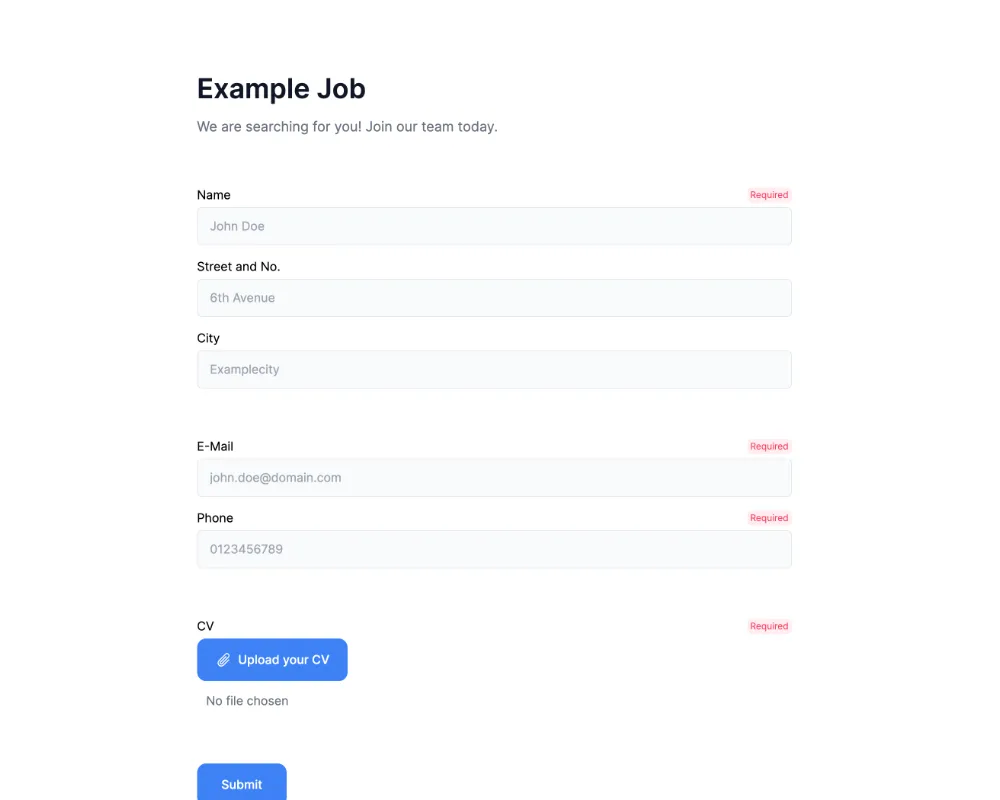 Example Job
We are searching for you! Join our team today.
Name Required
John Doe
Street and No.
6th Avenue
City
Examplecity
E-Mail Required
john.doe@domain.com
Phone Required
0123456789
CV Required
Upload your CV
No file chosen
Submit